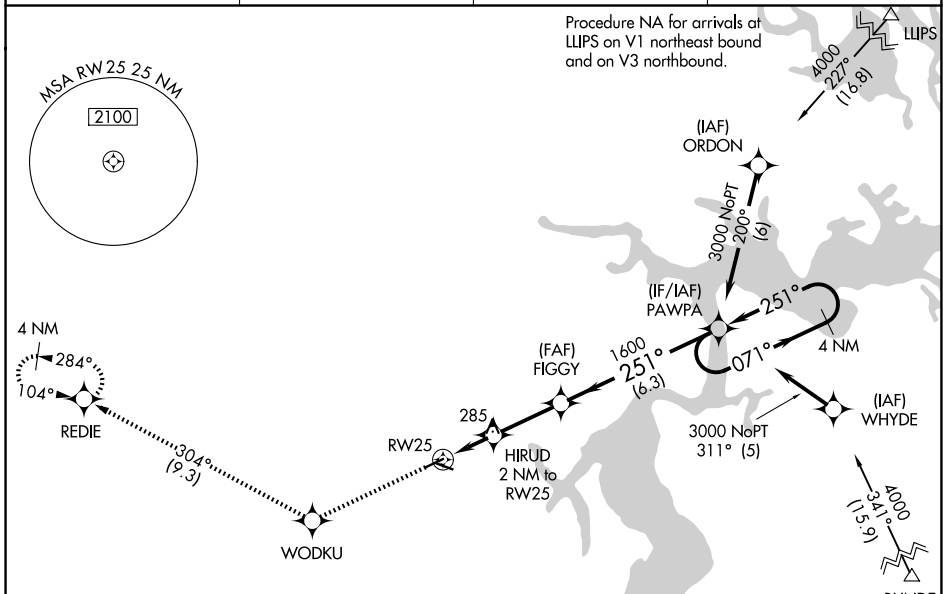 Procedure NA for arrivals at
LLIPS on V1 northeast bound
and on V3 northbound.
LLIPS
4000
227°
(16.8)
MSA RW 25 25 NM
2100
(IAF)
ORDON
3000 NoPT
200°
(6)
(IF/IAF)
PAWPA
251°
071°
4 NM
1600
251°
(6.3)
(FAF)
FIGGY
4 NM
284°
104°
REDIE
285
HIRUD
2 NM to
RW25
RW25
(IAF)
WHYDE
3000 NoPT
311° (5)
304°
(9.3)
WODKU
4000
341°
(15.9)